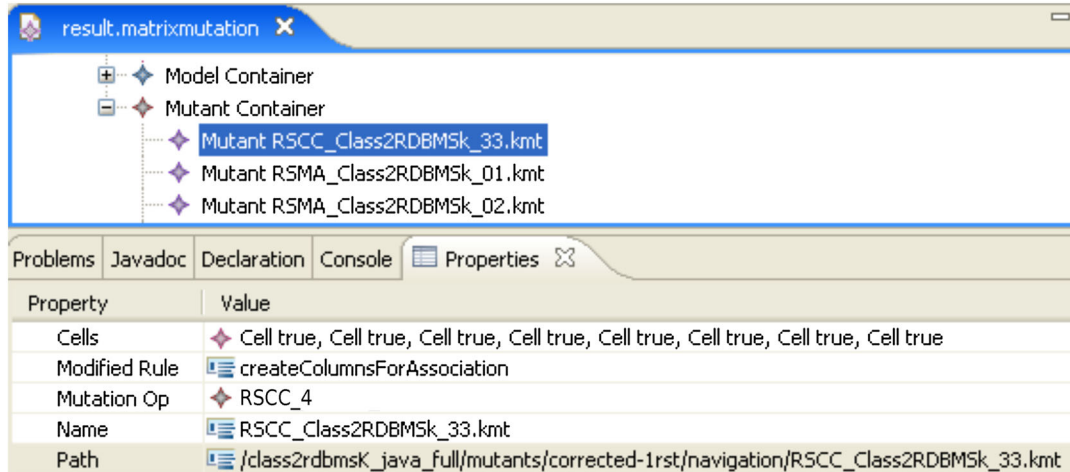 result.matrixmutation
Model Container
Mutant Container
Mutant RSCC_Class2RDBMSk_33.kmt
Mutant RSMA_Class2RDBMSk_01.kmt
Mutant RSMA_Class2RDBMSk_02.kmt
Problems Javadoc Declaration Console Properties
Property Value
Cells Cell true, Cell true, Cell true, Cell true, Cell true, Cell true, Cell true, Cell true
Modified Rule createColumnsForAssociation
Mutation Op RSCC_4
Name RSCC_Class2RDBMSk_33.kmt
Path /class2rdbmsK_java_full/mutants/corrected-1rst/navigation/RSCC_Class2RDBMSk_33.kmt